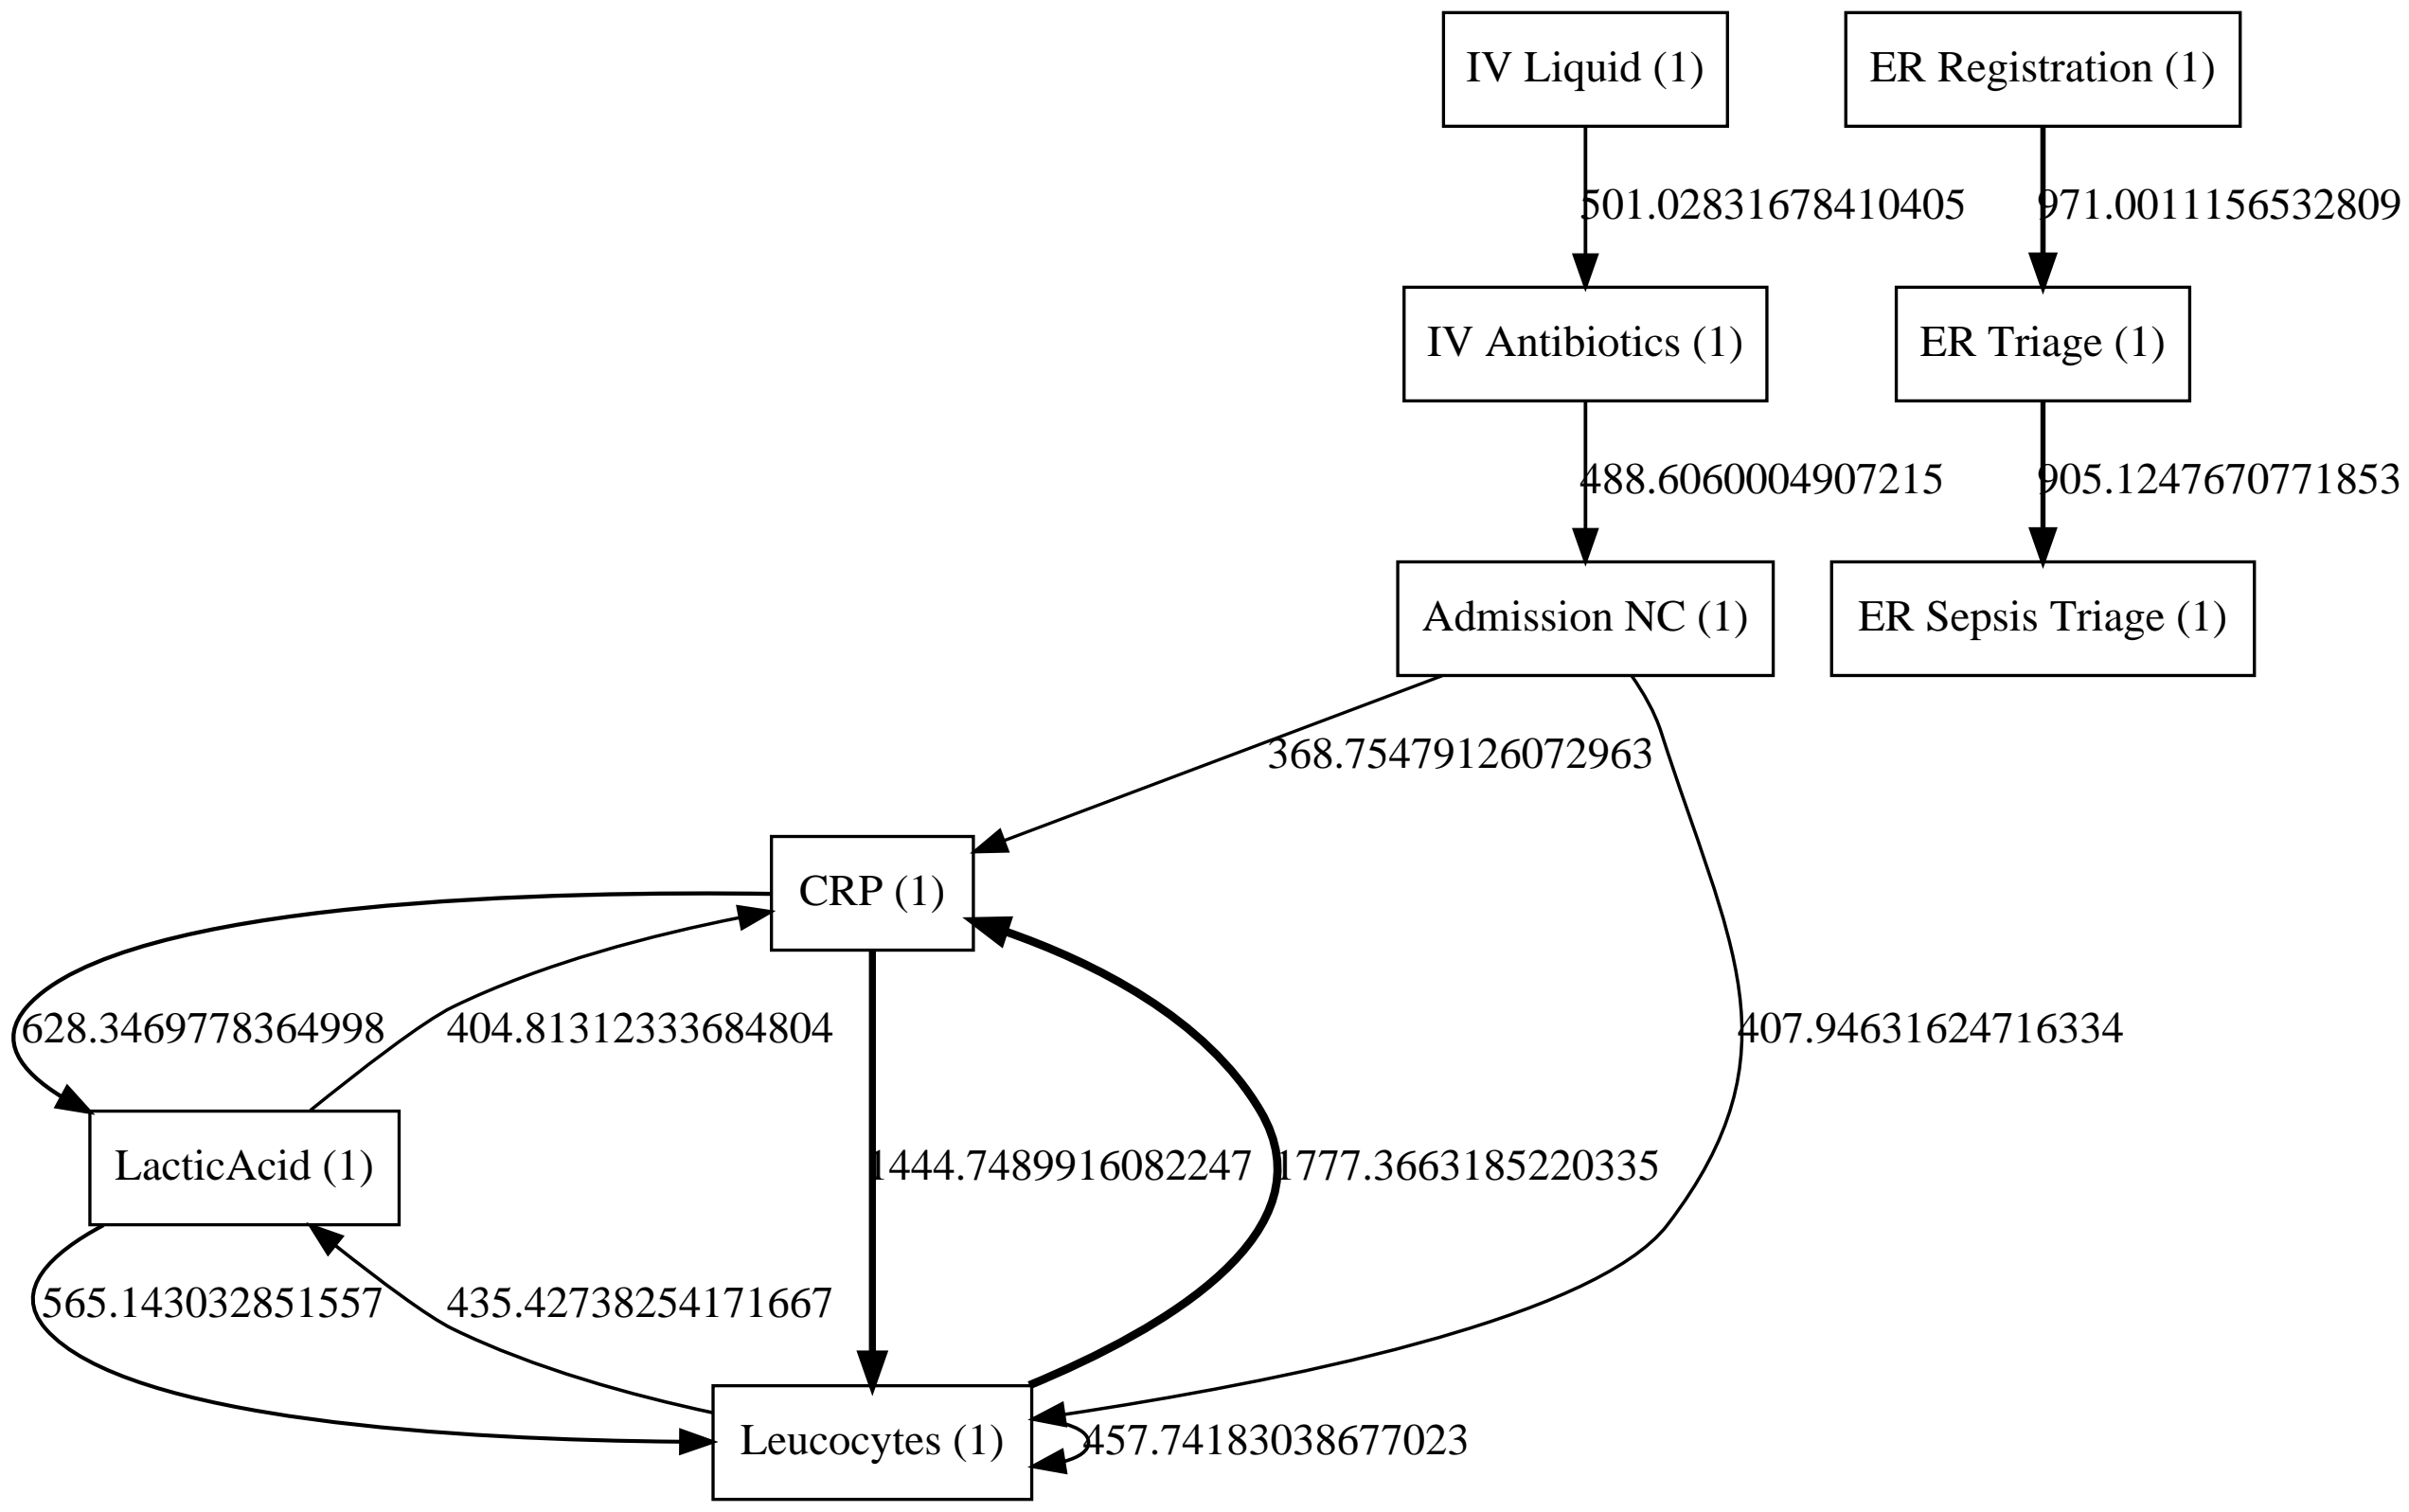 IV Liquid (1)
ER Registration (1)
501.02831678410405
971.0011156532809
IV Antibiotics (1)
ER Triage (1)
488.6060004907215
905.1247670771853
Admission NC (1)
ER Sepsis Triage (1)
368.75479126072963
CRP (1)
628.3469778364998
404.81312333684804
407.94631624716334
LacticAcid (1)
1444.7489916082247
1777.3663185220335
565.143032851557
435.42738254171667
Leucocytes (1)
457.74183038677023